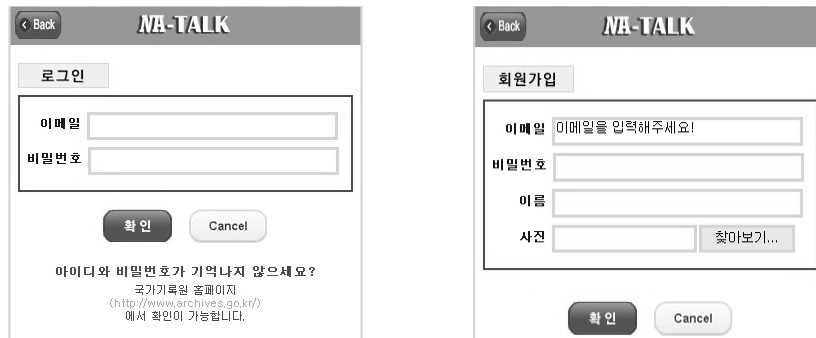 Back NA-TALK
로그인
이메일
비밀번호
확인 Cancel
아이디와 비밀번호가 기억나지 않으세요?
국가기록원 홈페이지
(http://www.archives.go.kr/)
에서 확인이 가능합니다.
Back NA-TALK
회원가입
이메일 이메일을 입력해주세요!
비밀번호
이름
사진 찾아보기...
확인 Cancel